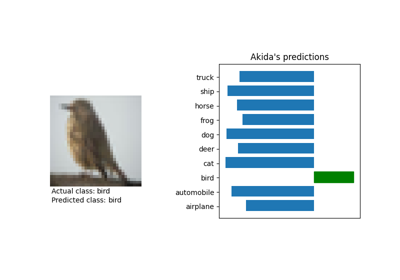 Akida's predictions
truck
ship
horse
frog
dog
deer
cat
bird
automobile
airplane
Actual class: bird
Predicted class: bird